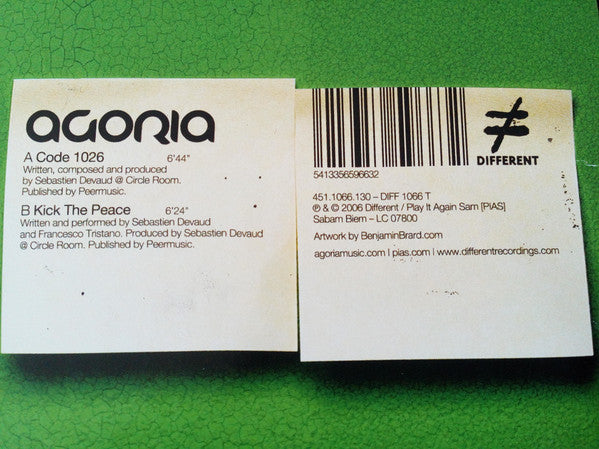 AGORIA
A Code 1026 6'44"
Written, composed and produced
by Sebastien Devaud @ Circle Room.
Published by Peermusic.
B Kick The Peace 6'24"
Written and performed by Sebastien Devaud
and Francesco Tristano. Produced by Sebastien Devaud
@ Circle Room. Published by Peermusic.
≠
DIFFERENT
5413356596632
451.1066.130 – DIFF 1066 T
℗ & © 2006 Different / Play It Again Sam [PIAS]
Sabam Biem – LC 07800
Artwork by BenjaminBrard.com
agoriamusic.com | pias.com | www.differentrecordings.com